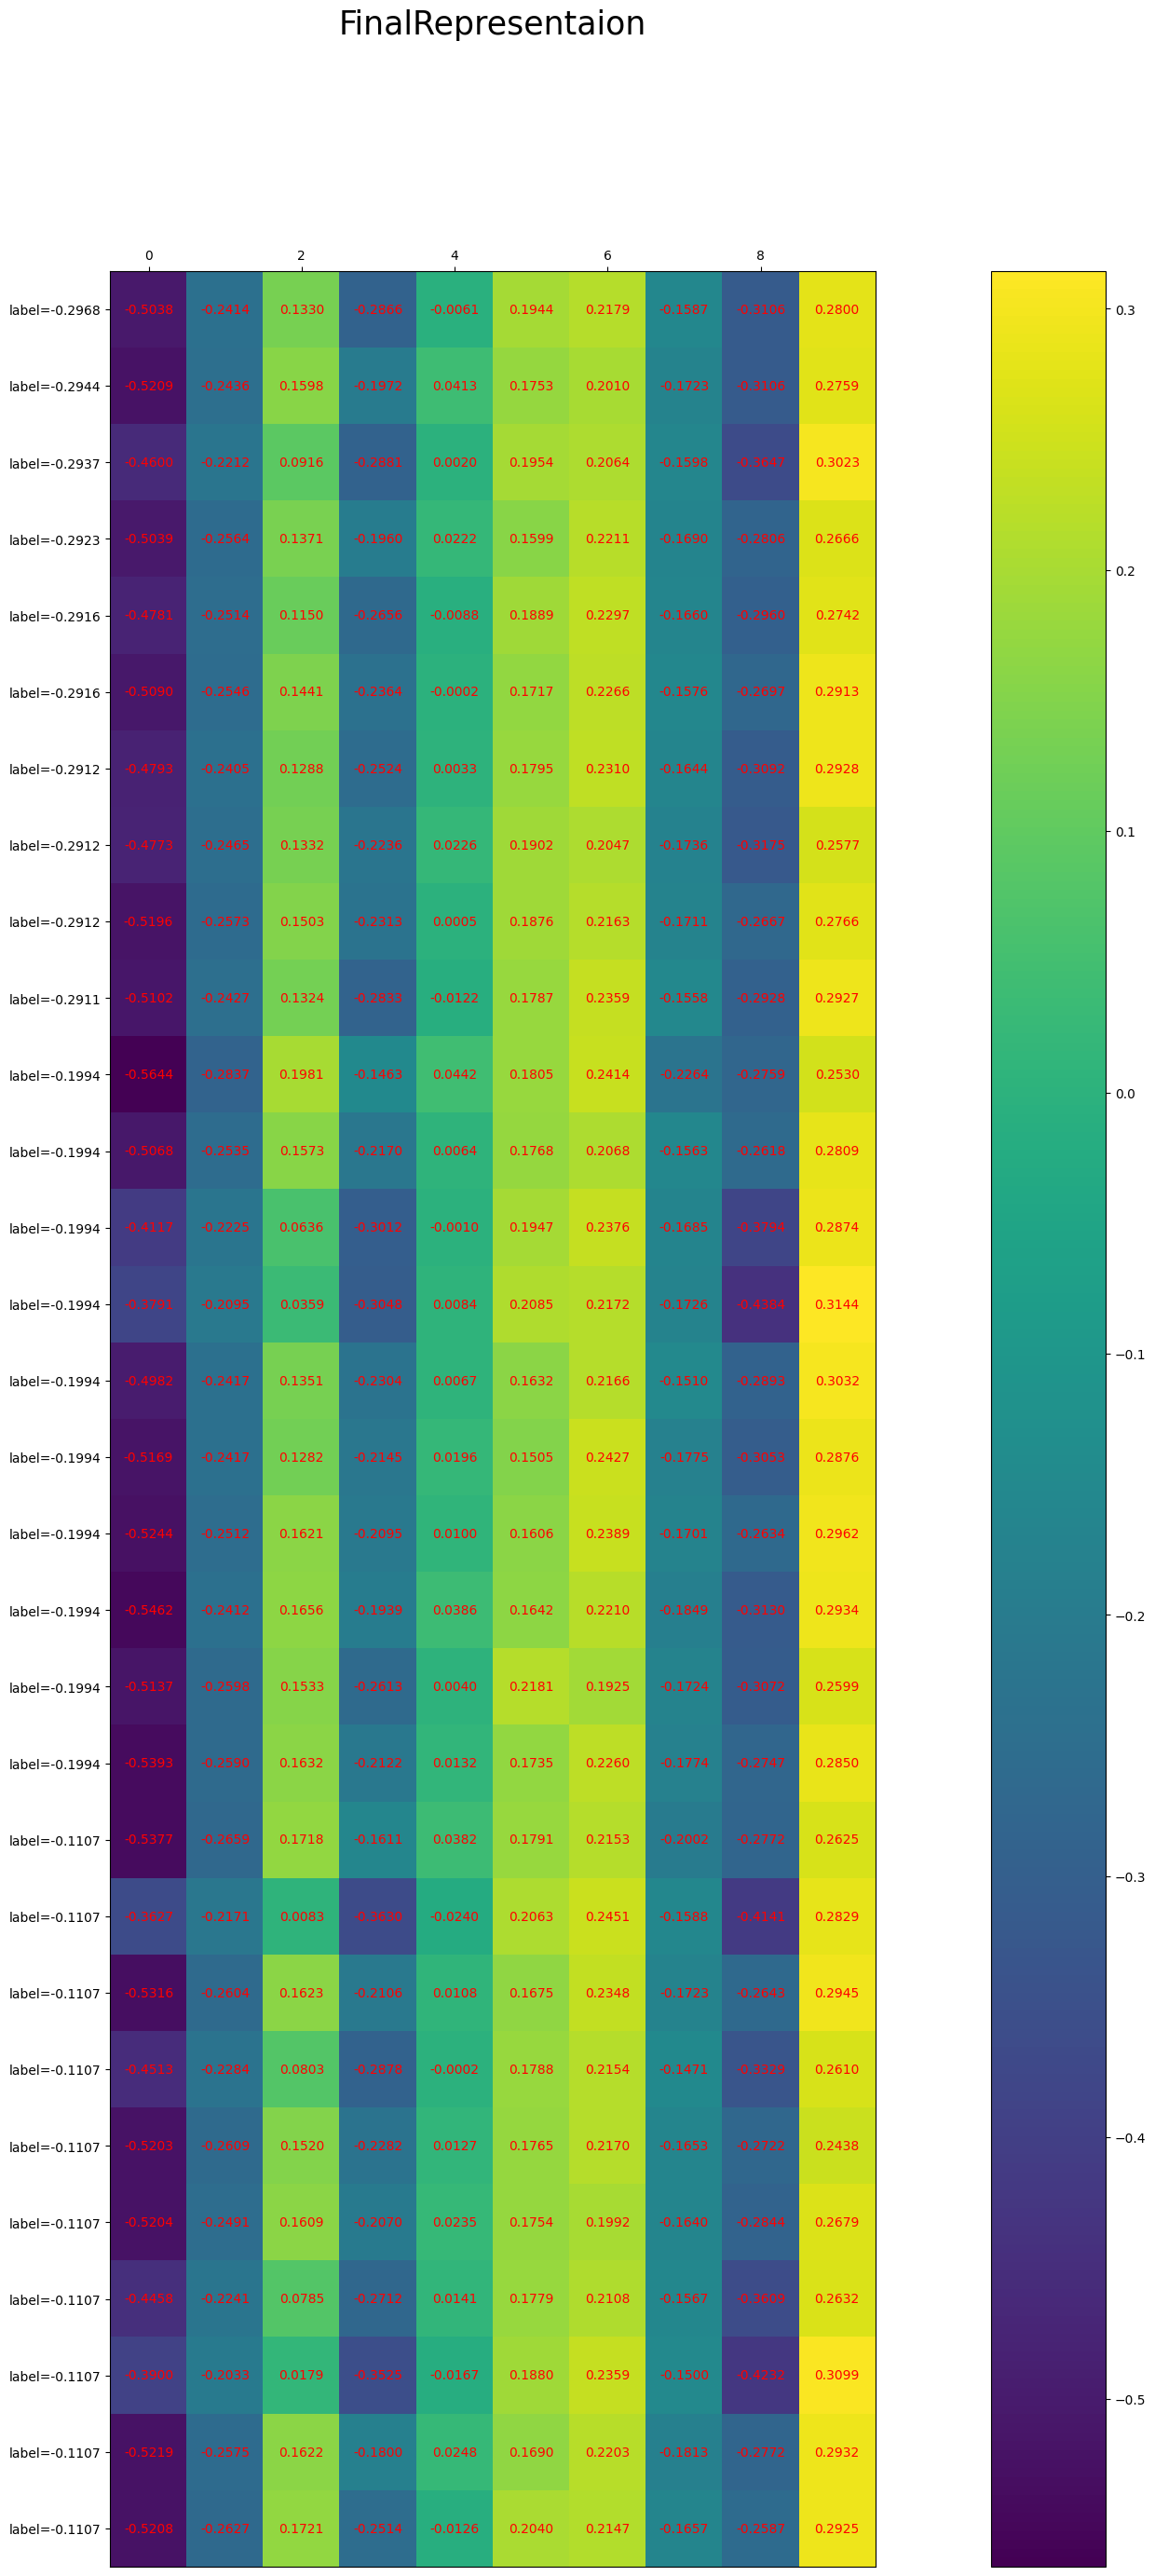 FinalRepresentaion
0 2 4 6 8
label=-0.2968 -0.5038 -0.2414 0.1330 -0.2866 -0.0061 0.1944 0.2179 -0.1587 -0.3106 0.2800
0.3
label=-0.2944 -0.5209 -0.2436 0.1598 -0.1972 0.0413 0.1753 0.2010 -0.1723 -0.3106 0.2759
label=-0.2937 -0.4600 -0.2212 0.0916 -0.2881 0.0020 0.1954 0.2064 -0.1598 -0.3647 0.3023
label=-0.2923 -0.5039 -0.2564 0.1371 -0.1960 0.0222 0.1599 0.2211 -0.1690 -0.2806 0.2666
0.2
label=-0.2916 -0.4781 -0.2514 0.1150 -0.2656 -0.0088 0.1889 0.2297 -0.1660 -0.2960 0.2742
label=-0.2916 -0.5090 -0.2546 0.1441 -0.2364 -0.0002 0.1717 0.2266 -0.1576 -0.2697 0.2913
label=-0.2912 -0.4793 -0.2405 0.1288 -0.2524 0.0033 0.1795 0.2310 -0.1644 -0.3092 0.2928
0.1
label=-0.2912 -0.4773 -0.2465 0.1332 -0.2236 0.0226 0.1902 0.2047 -0.1736 -0.3175 0.2577
label=-0.2912 -0.5196 -0.2573 0.1503 -0.2313 0.0005 0.1876 0.2163 -0.1711 -0.2667 0.2766
label=-0.2911 -0.5102 -0.2427 0.1324 -0.2833 -0.0122 0.1787 0.2359 -0.1558 -0.2928 0.2927
label=-0.1994 -0.5644 -0.2837 0.1981 -0.1463 0.0442 0.1805 0.2414 -0.2264 -0.2759 0.2530
0.0
label=-0.1994 -0.5068 -0.2535 0.1573 -0.2170 0.0064 0.1768 0.2068 -0.1563 -0.2618 0.2809
label=-0.1994 -0.4117 -0.2225 0.0636 -0.3012 -0.0010 0.1947 0.2376 -0.1685 -0.3794 0.2874
label=-0.1994 -0.3791 -0.2095 0.0359 -0.3048 0.0084 0.2085 0.2172 -0.1726 -0.4384 0.3144
−0.1
label=-0.1994 -0.4982 -0.2417 0.1351 -0.2304 0.0067 0.1632 0.2166 -0.1510 -0.2893 0.3032
label=-0.1994 -0.5169 -0.2417 0.1282 -0.2145 0.0196 0.1505 0.2427 -0.1775 -0.3053 0.2876
label=-0.1994 -0.5244 -0.2512 0.1621 -0.2095 0.0100 0.1606 0.2389 -0.1701 -0.2634 0.2962
label=-0.1994 -0.5462 -0.2412 0.1656 -0.1939 0.0386 0.1642 0.2210 -0.1849 -0.3130 0.2934
−0.2
label=-0.1994 -0.5137 -0.2598 0.1533 -0.2613 0.0040 0.2181 0.1925 -0.1724 -0.3072 0.2599
label=-0.1994 -0.5393 -0.2590 0.1632 -0.2122 0.0132 0.1735 0.2260 -0.1774 -0.2747 0.2850
label=-0.1107 -0.5377 -0.2659 0.1718 -0.1611 0.0382 0.1791 0.2153 -0.2002 -0.2772 0.2625
−0.3
label=-0.1107 -0.2171 0.0083 -0.0240 0.2063 0.2451 -0.1588 -0.4141 0.2829
label=-0.1107 -0.5316 -0.2604 0.1623 -0.2106 0.0108 0.1675 0.2348 -0.1723 -0.2643 0.2945
label=-0.1107 -0.4513 -0.2284 0.0803 -0.2878 -0.0002 0.1788 0.2154 -0.1471 -0.3329 0.2610
−0.4
label=-0.1107 -0.5203 -0.2609 0.1520 -0.2282 0.0127 0.1765 0.2170 -0.1653 -0.2722 0.2438
label=-0.1107 -0.5204 -0.2491 0.1609 -0.2070 0.0235 0.1754 0.1992 -0.1640 -0.2844 0.2679
label=-0.1107 -0.4458 -0.2241 0.0785 -0.2712 0.0141 0.1779 0.2108 -0.1567 -0.3609 0.2632
label=-0.1107 -0.3900 -0.2033 0.0179 -0.3525 -0.0167 0.1880 0.2359 -0.1500 -0.4232 0.3099
−0.5
label=-0.1107 -0.5219 -0.2575 0.1622 -0.1800 0.0248 0.1690 0.2203 -0.1813 -0.2772 0.2932
label=-0.1107 -0.5208 -0.2627 0.1721 -0.2514 -0.0126 0.2040 0.2147 -0.1657 -0.2587 0.2925